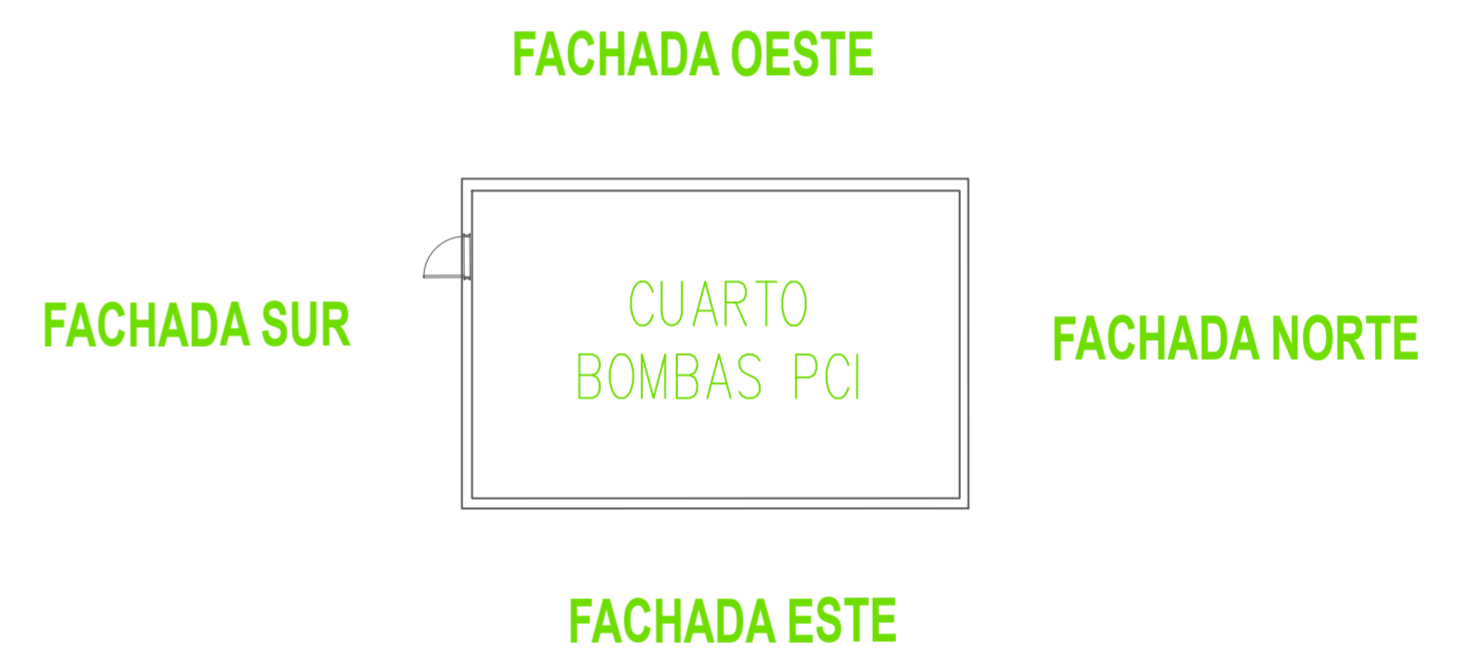 FACHADA OESTE
FACHADA SUR
CUARTO
BOMBAS PCI
FACHADA NORTE
FACHADA ESTE